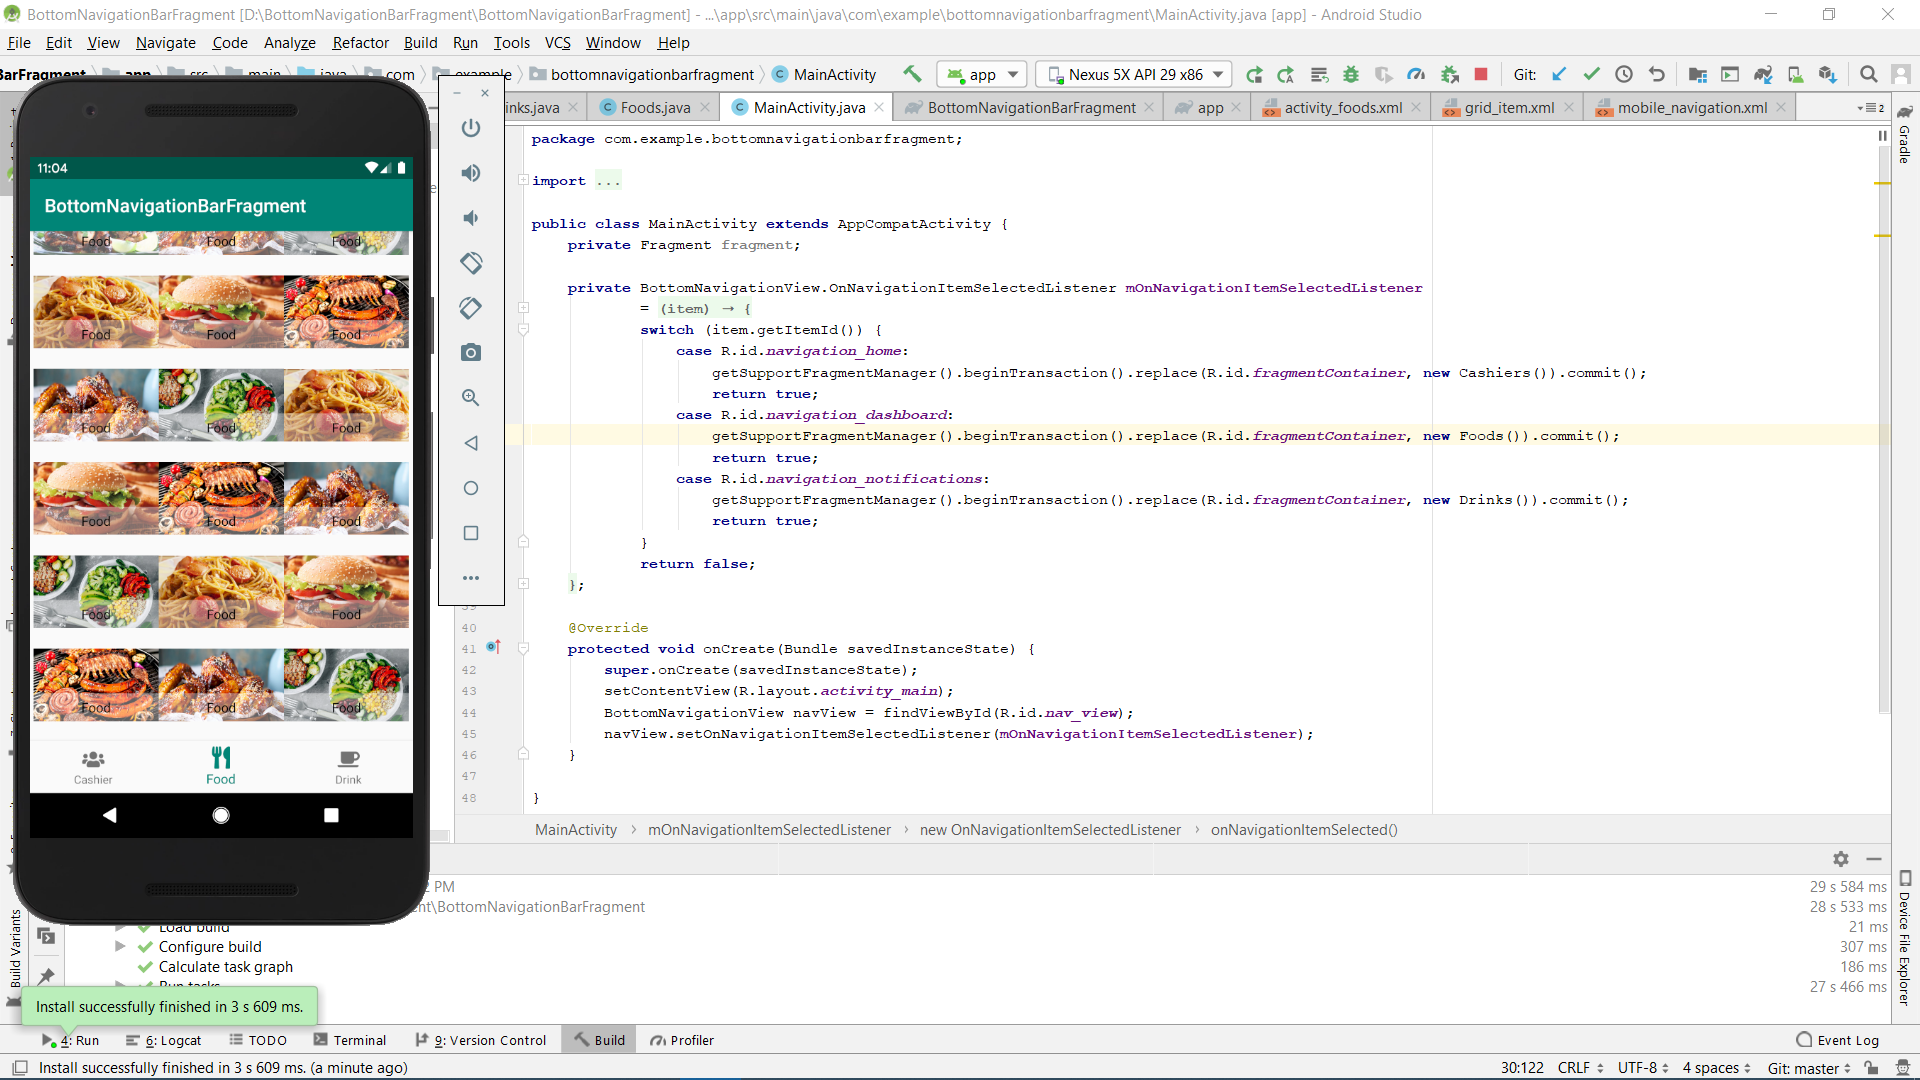 BottomNavigationBarFragment [D:\BottomNavigationBarFragment\BottomNavigationBarFragment] - ...\app\src\main\java\com\example\bottomnavigationbarfragment\MainActivity.java [app] - Android Studio
File Edit View Navigate Code Analyze Refactor Build Run Tools VCS Window Help
BarFragment app src main java com example bottomnavigationbarfragment MainActivity app Nexus 5X API 29 x86 Git:
inks.java Foods.java MainActivity.java BottomNavigationBarFragment app activity_foods.xml grid_item.xml mobile_navigation.xml 2
package com.example.bottomnavigationbarfragment;
import ...
public class MainActivity extends AppCompatActivity {
private Fragment fragment;
private BottomNavigationView.OnNavigationItemSelectedListener mOnNavigationItemSelectedListener
= (item) → {
switch (item.getItemId()) {
case R.id.navigation_home:
getSupportFragmentManager().beginTransaction().replace(R.id.fragmentContainer, new Cashiers()).commit();
return true;
case R.id.navigation_dashboard:
getSupportFragmentManager().beginTransaction().replace(R.id.fragmentContainer, new Foods()).commit();
return true;
case R.id.navigation_notifications:
getSupportFragmentManager().beginTransaction().replace(R.id.fragmentContainer, new Drinks()).commit();
return true;
}
return false;
};
39
40 @Override
41 protected void onCreate(Bundle savedInstanceState) {
42 super.onCreate(savedInstanceState);
43 setContentView(R.layout.activity_main);
44 BottomNavigationView navView = findViewById(R.id.nav_view);
45 navView.setOnNavigationItemSelectedListener(mOnNavigationItemSelectedListener);
46 }
47
48 }
MainActivity › mOnNavigationItemSelectedListener › new OnNavigationItemSelectedListener › onNavigationItemSelected()
11:04
BottomNavigationBarFragment
Food Food Food
Food Food Food
Food Food Food
Food Food Food
Food Food Food
Food Food Food
Cashier Food Drink
2 PM 29 s 584 ms
ent\BottomNavigationBarFragment 28 s 533 ms
Load build 21 ms
Configure build 307 ms
Calculate task graph 186 ms
Run tasks 27 s 466 ms
Install successfully finished in 3 s 609 ms.
4: Run 6: Logcat TODO Terminal 9: Version Control Build Profiler Event Log
Install successfully finished in 3 s 609 ms. (a minute ago) 30:122 CRLF UTF-8 4 spaces Git: master
Build Variants
Gradle
Device File Explorer